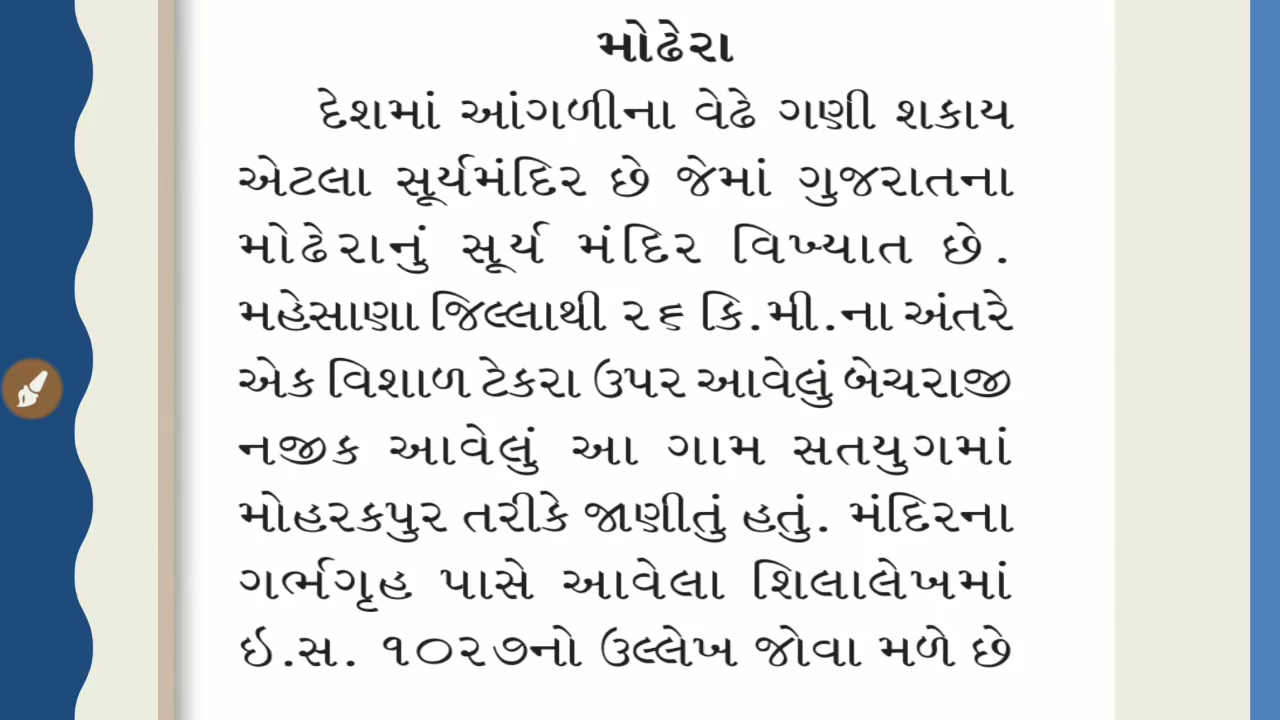 મોઢેરા
દેશમાં આંગળીના વેઢે ગણી શકાય
એટલા સૂર્યમંદિર છે જેમાં ગુજરાતના
મોઢેરાનું સૂર્ય મંદિર વિખ્યાત છે.
મહેસાણા જિલ્લાથી ૨૬ કિ.મી.ના અંતરે
એક વિશાળ ટેકરા ઉપર આવેલું બેચરાજી
નજીક આવેલું આ ગામ સતયુગમાં
મોહરકપુર તરીકે જાણીતું હતું. મંદિરના
ગર્ભગૃહ પાસે આવેલા શિલાલેખમાં
ઇ.સ. ૧૦૨૭નો ઉલ્લેખ જોવા મળે છે